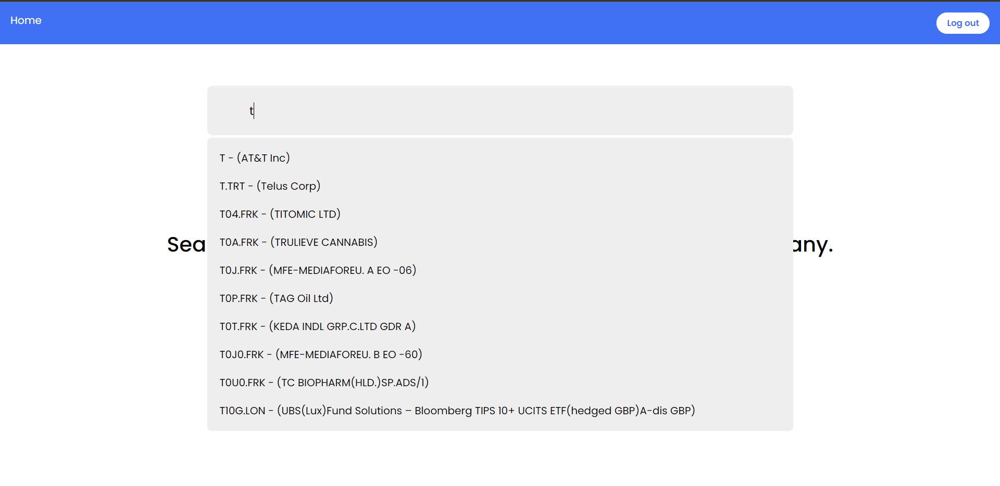 Home
Log out
t
T - (AT&T Inc)
T.TRT - (Telus Corp)
T04.FRK - (TITOMIC LTD)
T0A.FRK - (TRULIEVE CANNABIS)
Sea any.
T0J.FRK - (MFE-MEDIAFOREU. A EO -06)
T0P.FRK - (TAG Oil Ltd)
T0T.FRK - (KEDA INDL GRP.C.LTD GDR A)
T0J0.FRK - (MFE-MEDIAFOREU. B EO -60)
T0U0.FRK - (TC BIOPHARM(HLD.)SP.ADS/1)
T10G.LON - (UBS(Lux)Fund Solutions – Bloomberg TIPS 10+ UCITS ETF(hedged GBP)A-dis GBP)